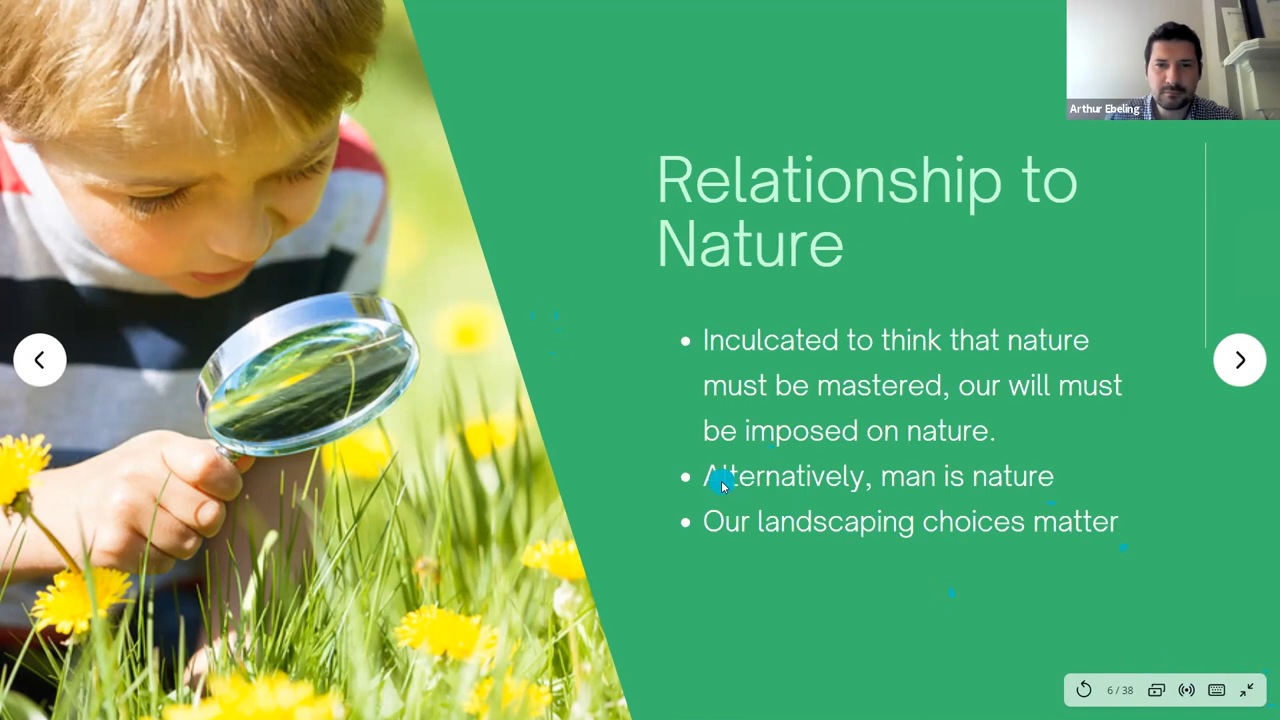 Arthur Ebeling
Relationship to
Nature
• Inculcated to think that nature
must be mastered, our will must
be imposed on nature.
• Alternatively, man is nature
• Our landscaping choices matter
6 / 38